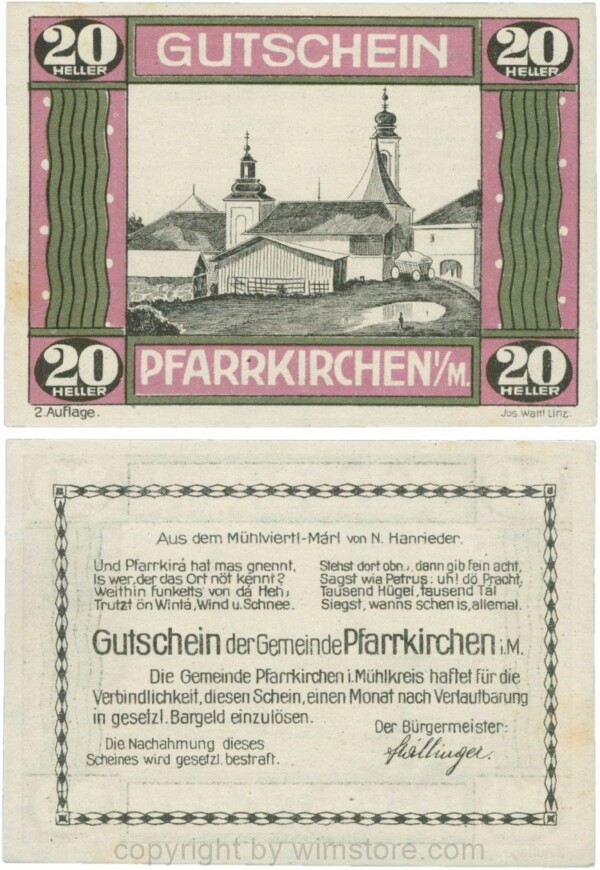 20 HELLER GUTSCHEIN 20 HELLER
20 HELLER PFARRKIRCHEN I/M. 20 HELLER
2. Auflage. Jos. Waltl Linz.
Aus dem Mühlviertl-Márl von N. Hanrieder.
Und Pfarrkirá hat mas gnennt,
Is wer, der das Ort nöt kennt?
Weithin funkelts von dá Heh,
Trutzt ön Wintá, Wind u. Schnee.
Stehst dort obn, dann gib fein acht,
Sagst wia Petrus: uh! dö Pracht,
Tausend Hügel, tausend Tál
Siagst, wanns schen is, allemal.
Gutschein der Gemeinde Pfarrkirchen i. M.
Die Gemeinde Pfarrkirchen i. Mühlkreis haftet für die
Verbindlichkeit, diesen Schein, einen Monat nach Verlautbarung
in gesetzl. Bargeld einzulösen.
Der Bürgermeister:
Die Nachahmung dieses
Scheines wird gesetzl. bestraft.
copyright by wimstore.com